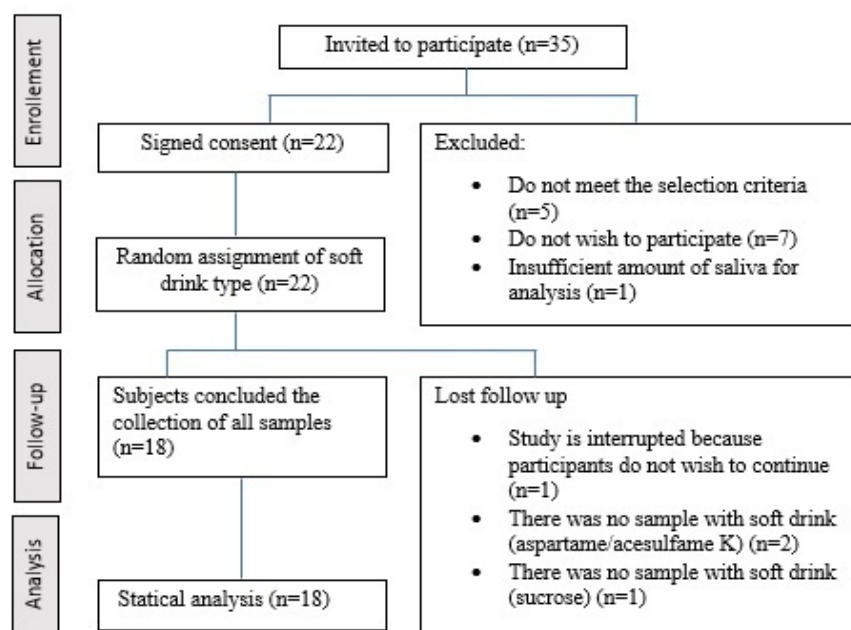 Enrollement
Invited to partícipate (n=35)
Signed consent (n=22)
Excluded:
• Do not meet the selection criteria
(n=5)
• Do not wish to participate (n=7)
• Insufficient amount of saliva for
analysis (n=1)
Allocation
Random assignment of soft
drink type (n=22)
Follow-up
Subjects concluded the
collection of all samples
(n=18)
Lost follow up
• Study is interrupted because
participants do not wish to continue
(n=1)
• There was no sample with soft drink
(aspartame/acesulfame K) (n=2)
• There was no sample with soft drink
(sucrose) (n=1)
Analysis
Statical analysis (n=18)